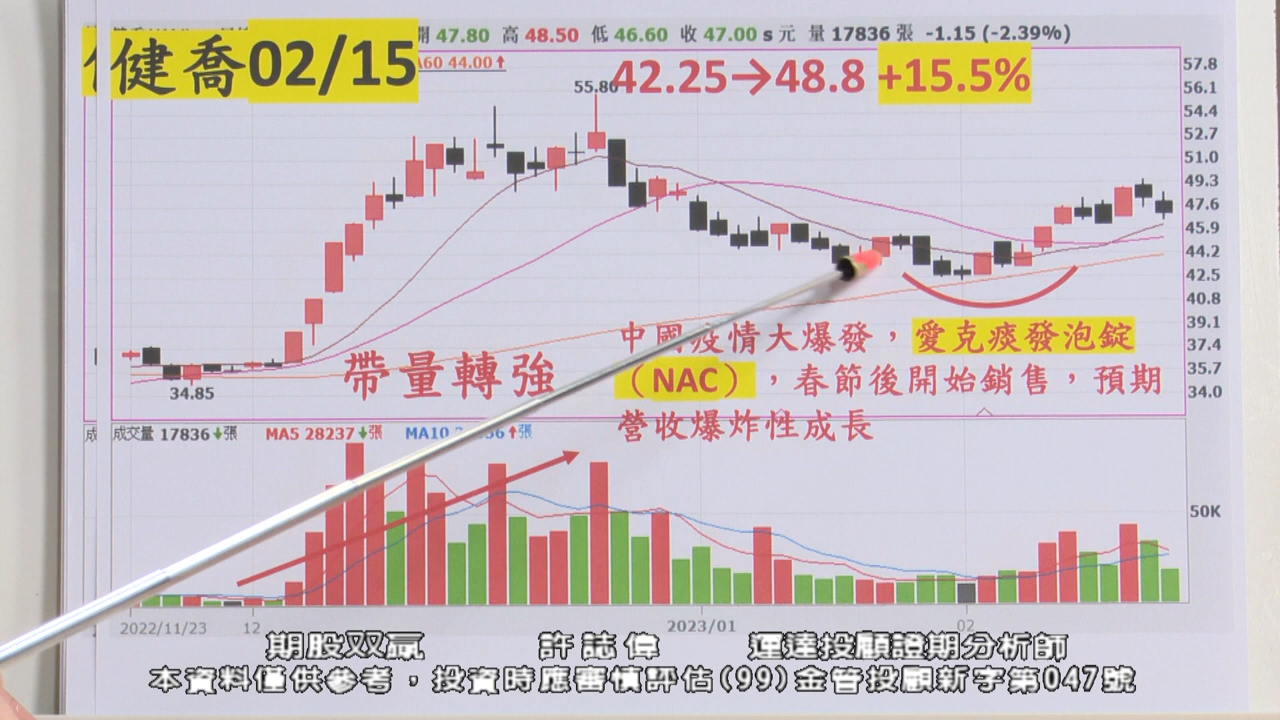 健喬02/15
開 47.80 高 48.50 低 46.60 收 47.00 s 元 量 17836 張 -1.15 (-2.39%)
44.00↑
42.25→48.8 +15.5%
55.80
57.8
56.1
54.4
52.7
51.0
49.3
47.6
45.9
44.2
42.5
40.8
39.1
37.4
35.7
34.0
34.85
帶量轉強
中國疫情大爆發，愛克痰發泡錠
（NAC），春節後開始銷售，預期
營收爆炸性成長
成交量 17836↓張 MA5 28237↓張 MA10
50K
2022/11/23 12 2023/01 02
期股双贏 許誌偉 運達投顧證期分析師
本資料僅供參考，投資時應審慎評估(99)金管投顧新字第047號